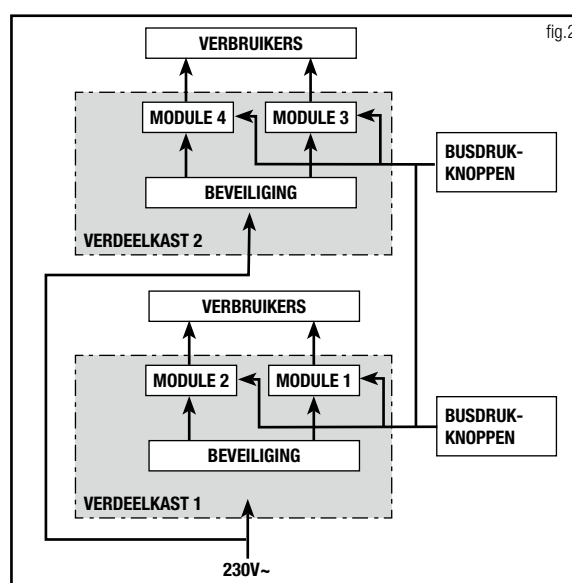 fig.2
VERBRUIKERS
MODULE 4
MODULE 3
BUSDRUK-
KNOPPEN
BEVEILIGING
VERDEELKAST 2
VERBRUIKERS
MODULE 2
MODULE 1
BUSDRUK-
KNOPPEN
BEVEILIGING
VERDEELKAST 1
230V~